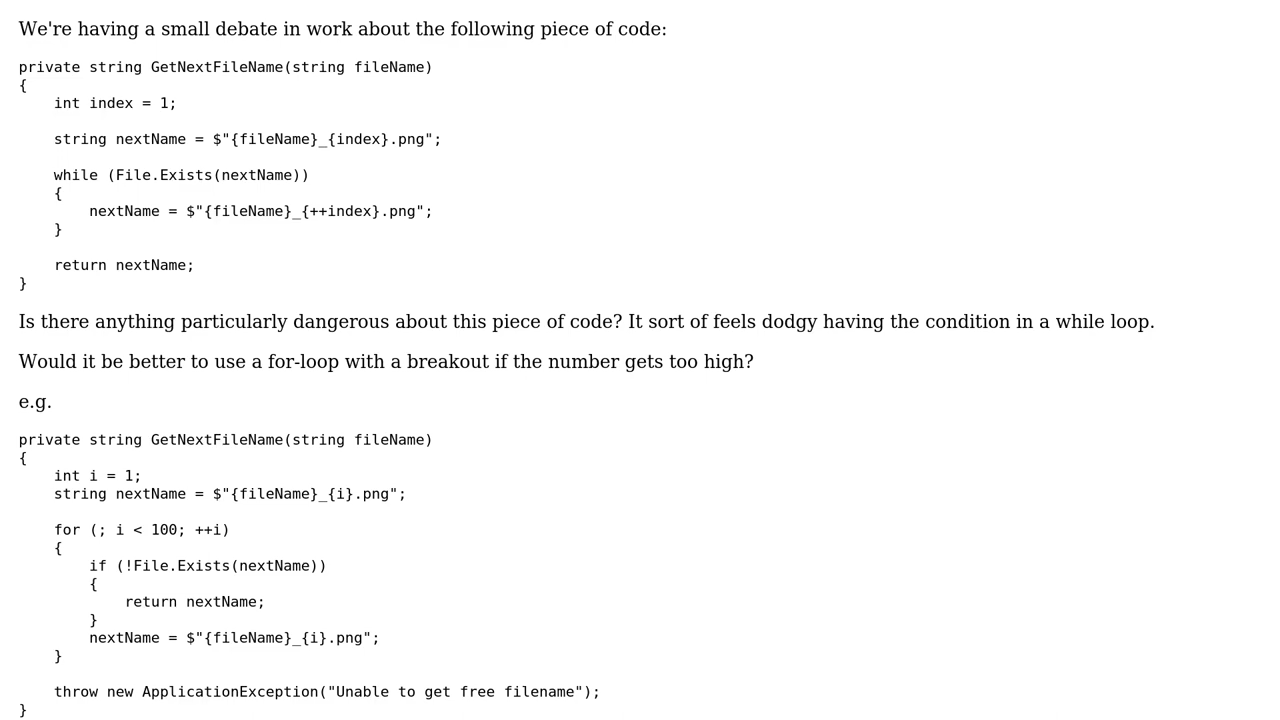 We're having a small debate in work about the following piece of code:
private string GetNextFileName(string fileName)
{
    int index = 1;

    string nextName = $"{fileName}_{index}.png";

    while (File.Exists(nextName))
    {
        nextName = $"{fileName}_{++index}.png";
    }

    return nextName;
}
Is there anything particularly dangerous about this piece of code? It sort of feels dodgy having the condition in a while loop.
Would it be better to use a for-loop with a breakout if the number gets too high?
e.g.
private string GetNextFileName(string fileName)
{
    int i = 1;
    string nextName = $"{fileName}_{i}.png";

    for (; i < 100; ++i)
    {
        if (!File.Exists(nextName))
        {
            return nextName;
        }
        nextName = $"{fileName}_{i}.png";
    }

    throw new ApplicationException("Unable to get free filename");
}